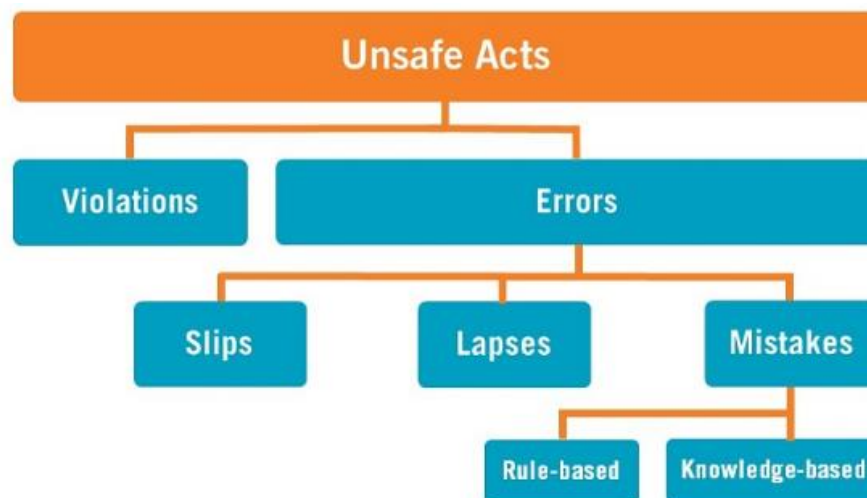 Unsafe Acts
Violations
Errors
Slips
Lapses
Mistakes
Rule-based
Knowledge-based